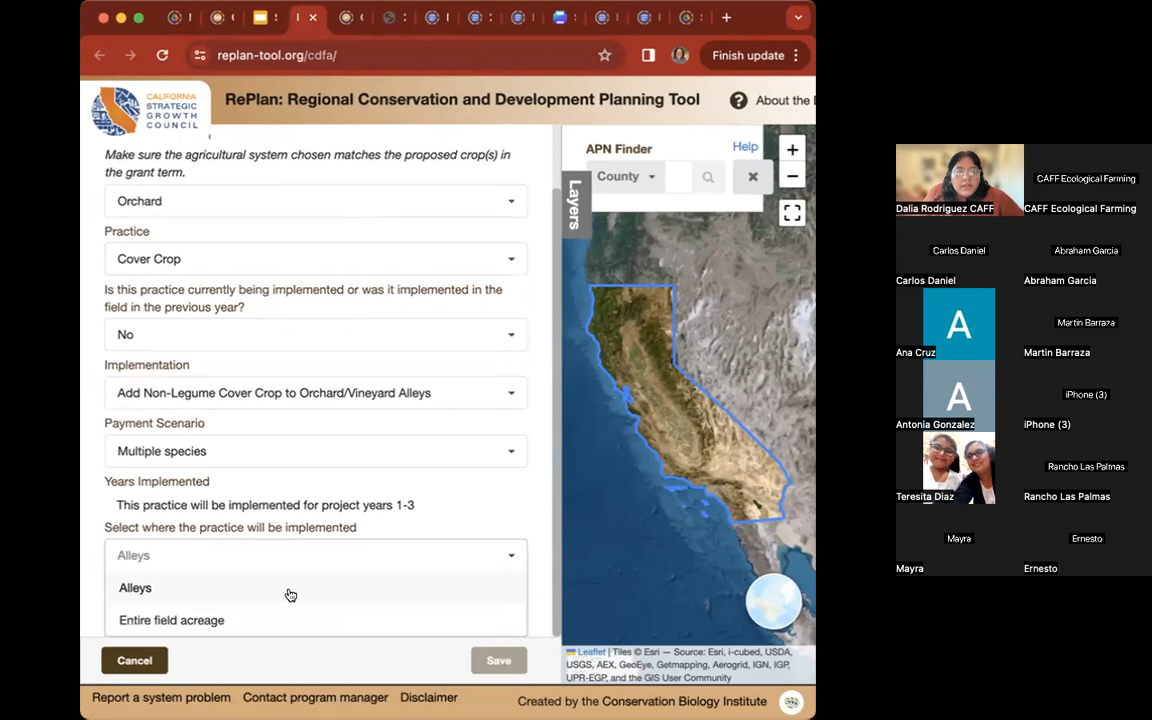 replan-tool.org/cdfa/
Finish update
CALIFORNIA
STRATEGIC
GROWTH
COUNCIL
RePlan: Regional Conservation and Development Planning Tool
? About the
Make sure the agricultural system chosen matches the proposed crop(s) in
the grant term.
Orchard
Practice
Cover Crop
Is this practice currently being implemented or was it implemented in the
field in the previous year?
No
Implementation
Add Non-Legume Cover Crop to Orchard/Vineyard Alleys
Payment Scenario
Multiple species
Years Implemented
This practice will be implemented for project years 1-3
Select where the practice will be implemented
Alleys
Alleys
Entire field acreage
Cancel
Save
APN Finder
Help
County
Layers
Leaflet | Tiles © Esri — Source: Esri, i-cubed, USDA,
USGS, AEX, GeoEye, Getmapping, Aerogrid, IGN, IGP,
UPR-EGP, and the GIS User Community
Report a system problem
Contact program manager
Disclaimer
Created by the Conservation Biology Institute
Dalia Rodriguez CAFF
CAFF Ecological Farming
CAFF Ecological Farming
Carlos Daniel
Carlos Daniel
Abraham Garcia
Abraham Garcia
A
Ana Cruz
Martin Barraza
Martin Barraza
A
Antonia Gonzalez
iPhone (3)
iPhone (3)
Teresita Diaz
Rancho Las Palmas
Rancho Las Palmas
Mayra
Mayra
Ernesto
Ernesto